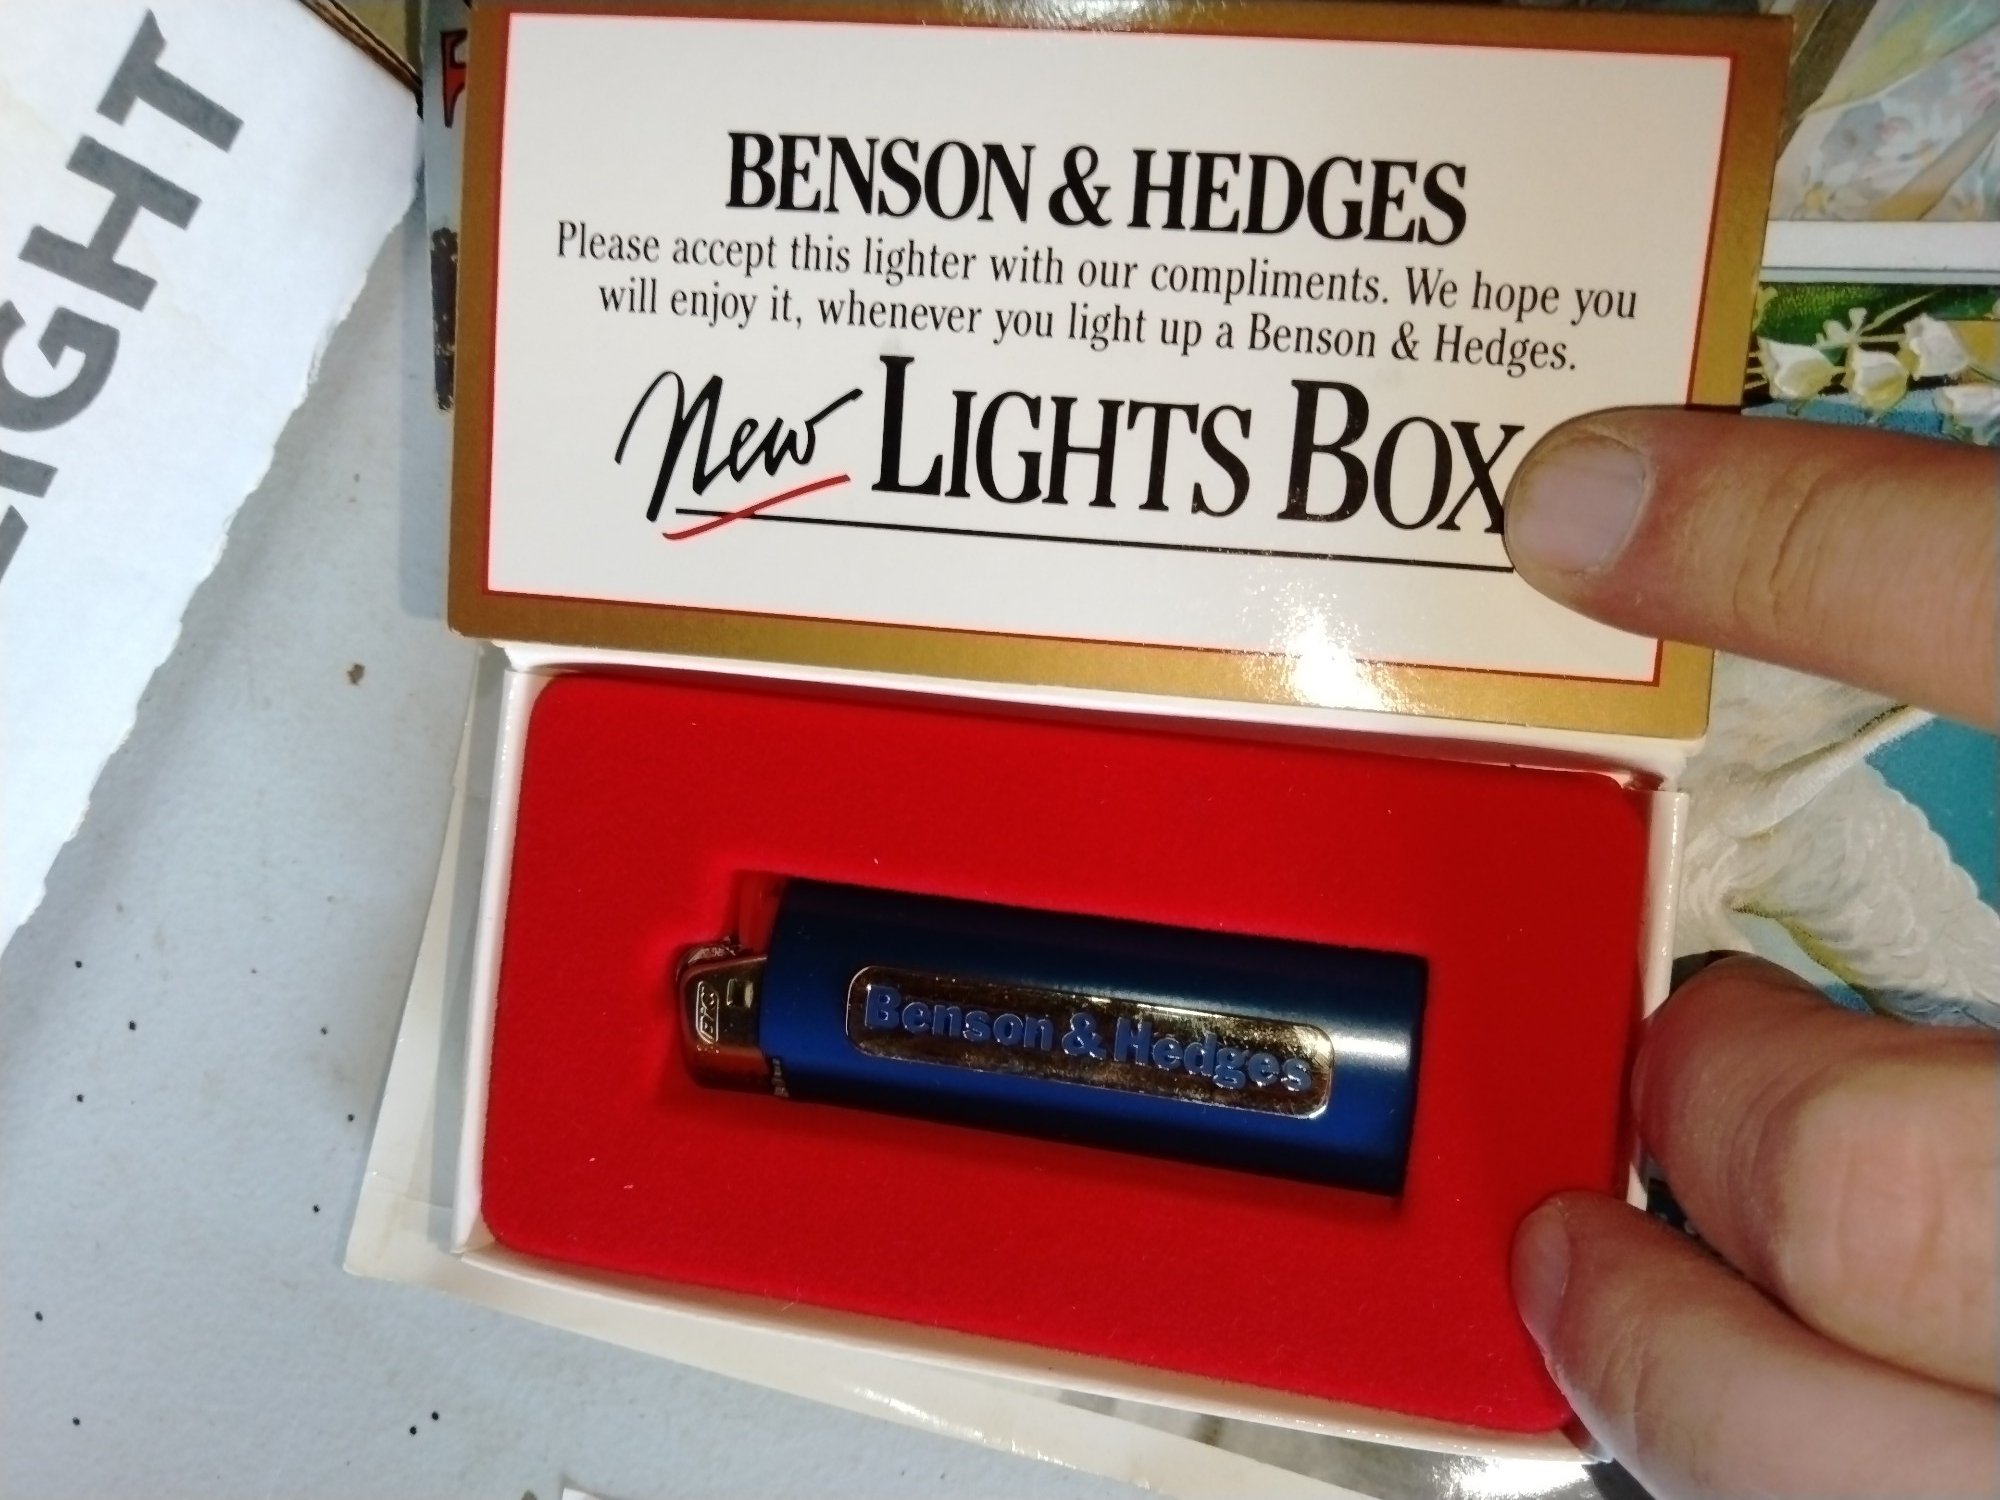 BENSON & HEDGES
Please accept this lighter with our compliments. We hope you
will enjoy it, whenever you light up a Benson & Hedges.
New LIGHTS BOX
BIC
Benson & Hedges